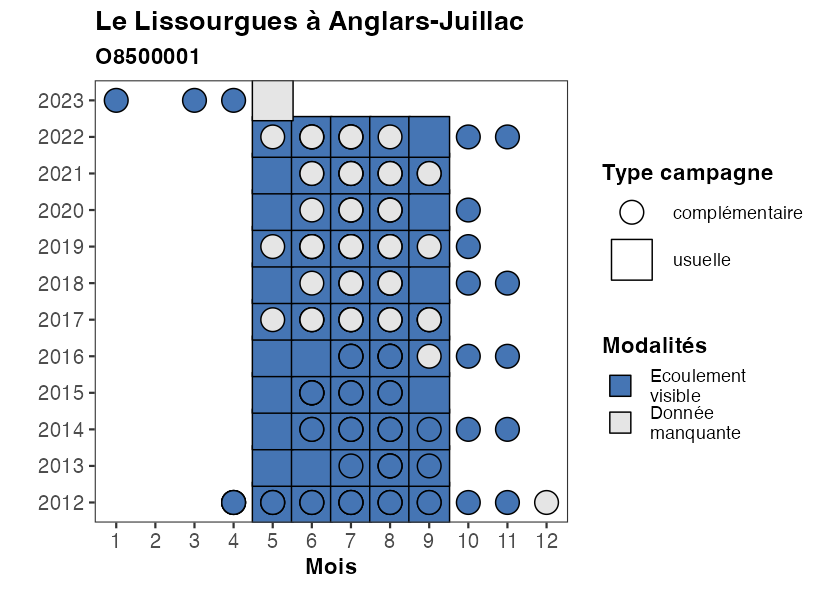 Le Lissourgues à Anglars-Juillac
O8500001
2023
2022
2021
2020
2019
2018
2017
2016
2015
2014
2013
2012
1 2 3 4 5 6 7 8 9 10 11 12
Mois
Type campagne
complémentaire
usuelle
Modalités
Ecoulement
visible
Donnée
manquante